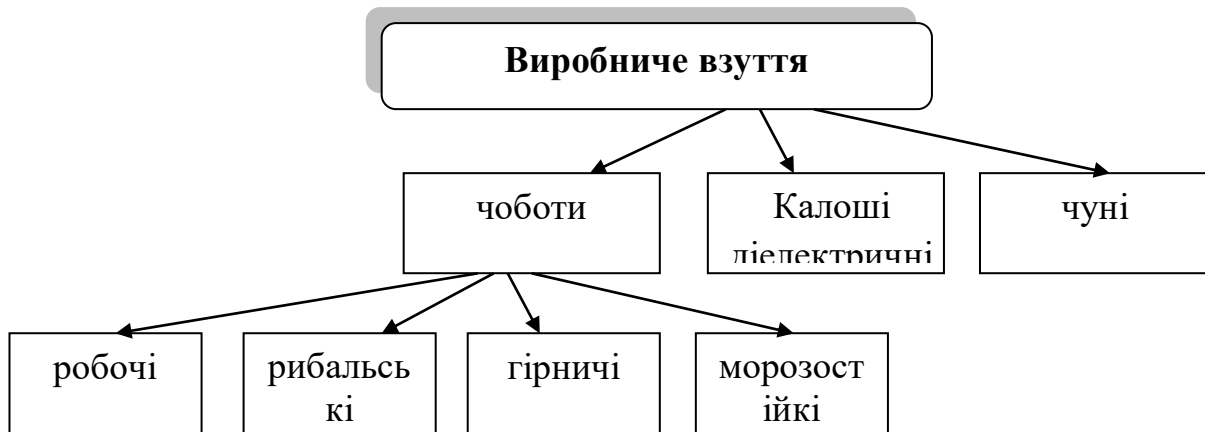 Виробниче взуття
чоботи
Калоші
діелектричні
чуні
робочі
рибальсь
кі
гірничі
морозост
ійкі